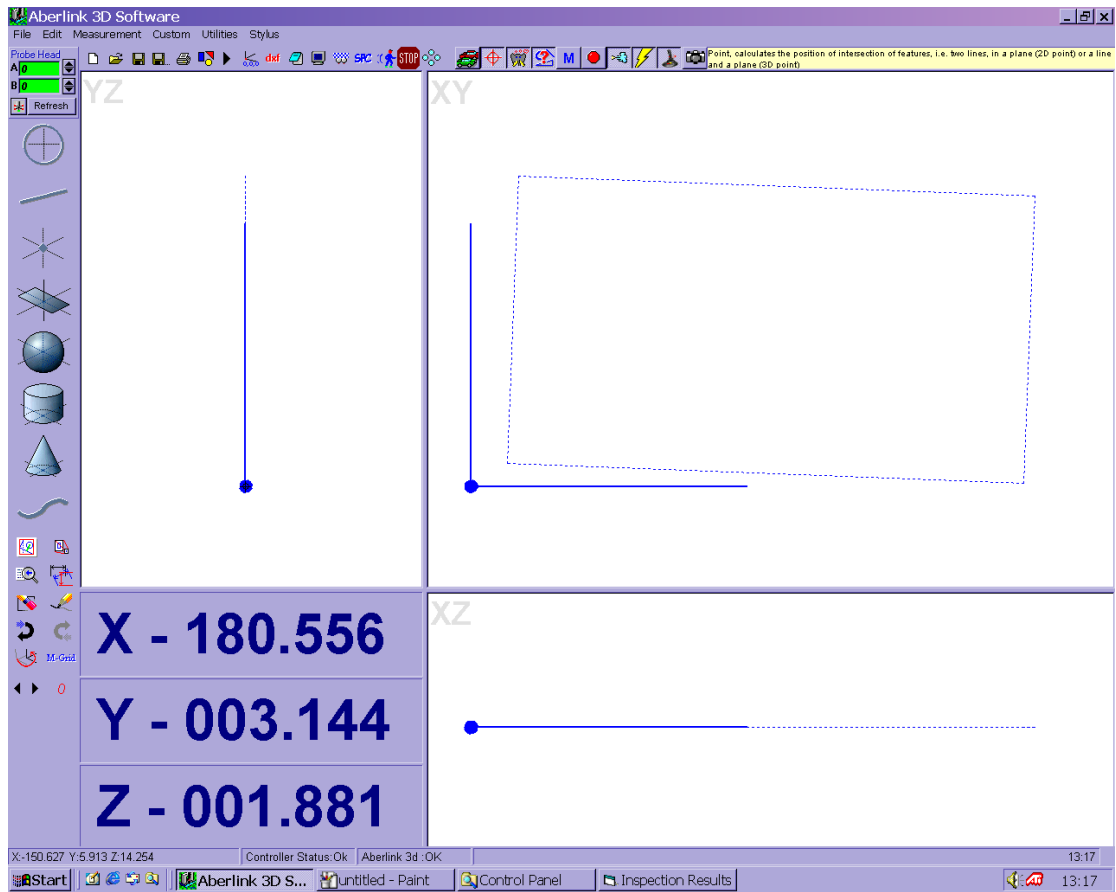 Aberlink 3D Software
File Edit Measurement Custom Utilities Stylus
Probe Head
A 0
B 0
Refresh
dxf SPC STOP M
Point, calculates the position of intersection of features, i.e. two lines, in a plane (2D point) or a line
and a plane (3D point)
YZ
XY
M-Grid
0
X - 180.556
Y - 003.144
Z - 001.881
XZ
X:-150.627 Y:5.913 Z:14.254 Controller Status:Ok Aberlink 3d :OK 13:17
Start Aberlink 3D S... untitled - Paint Control Panel Inspection Results 13:17